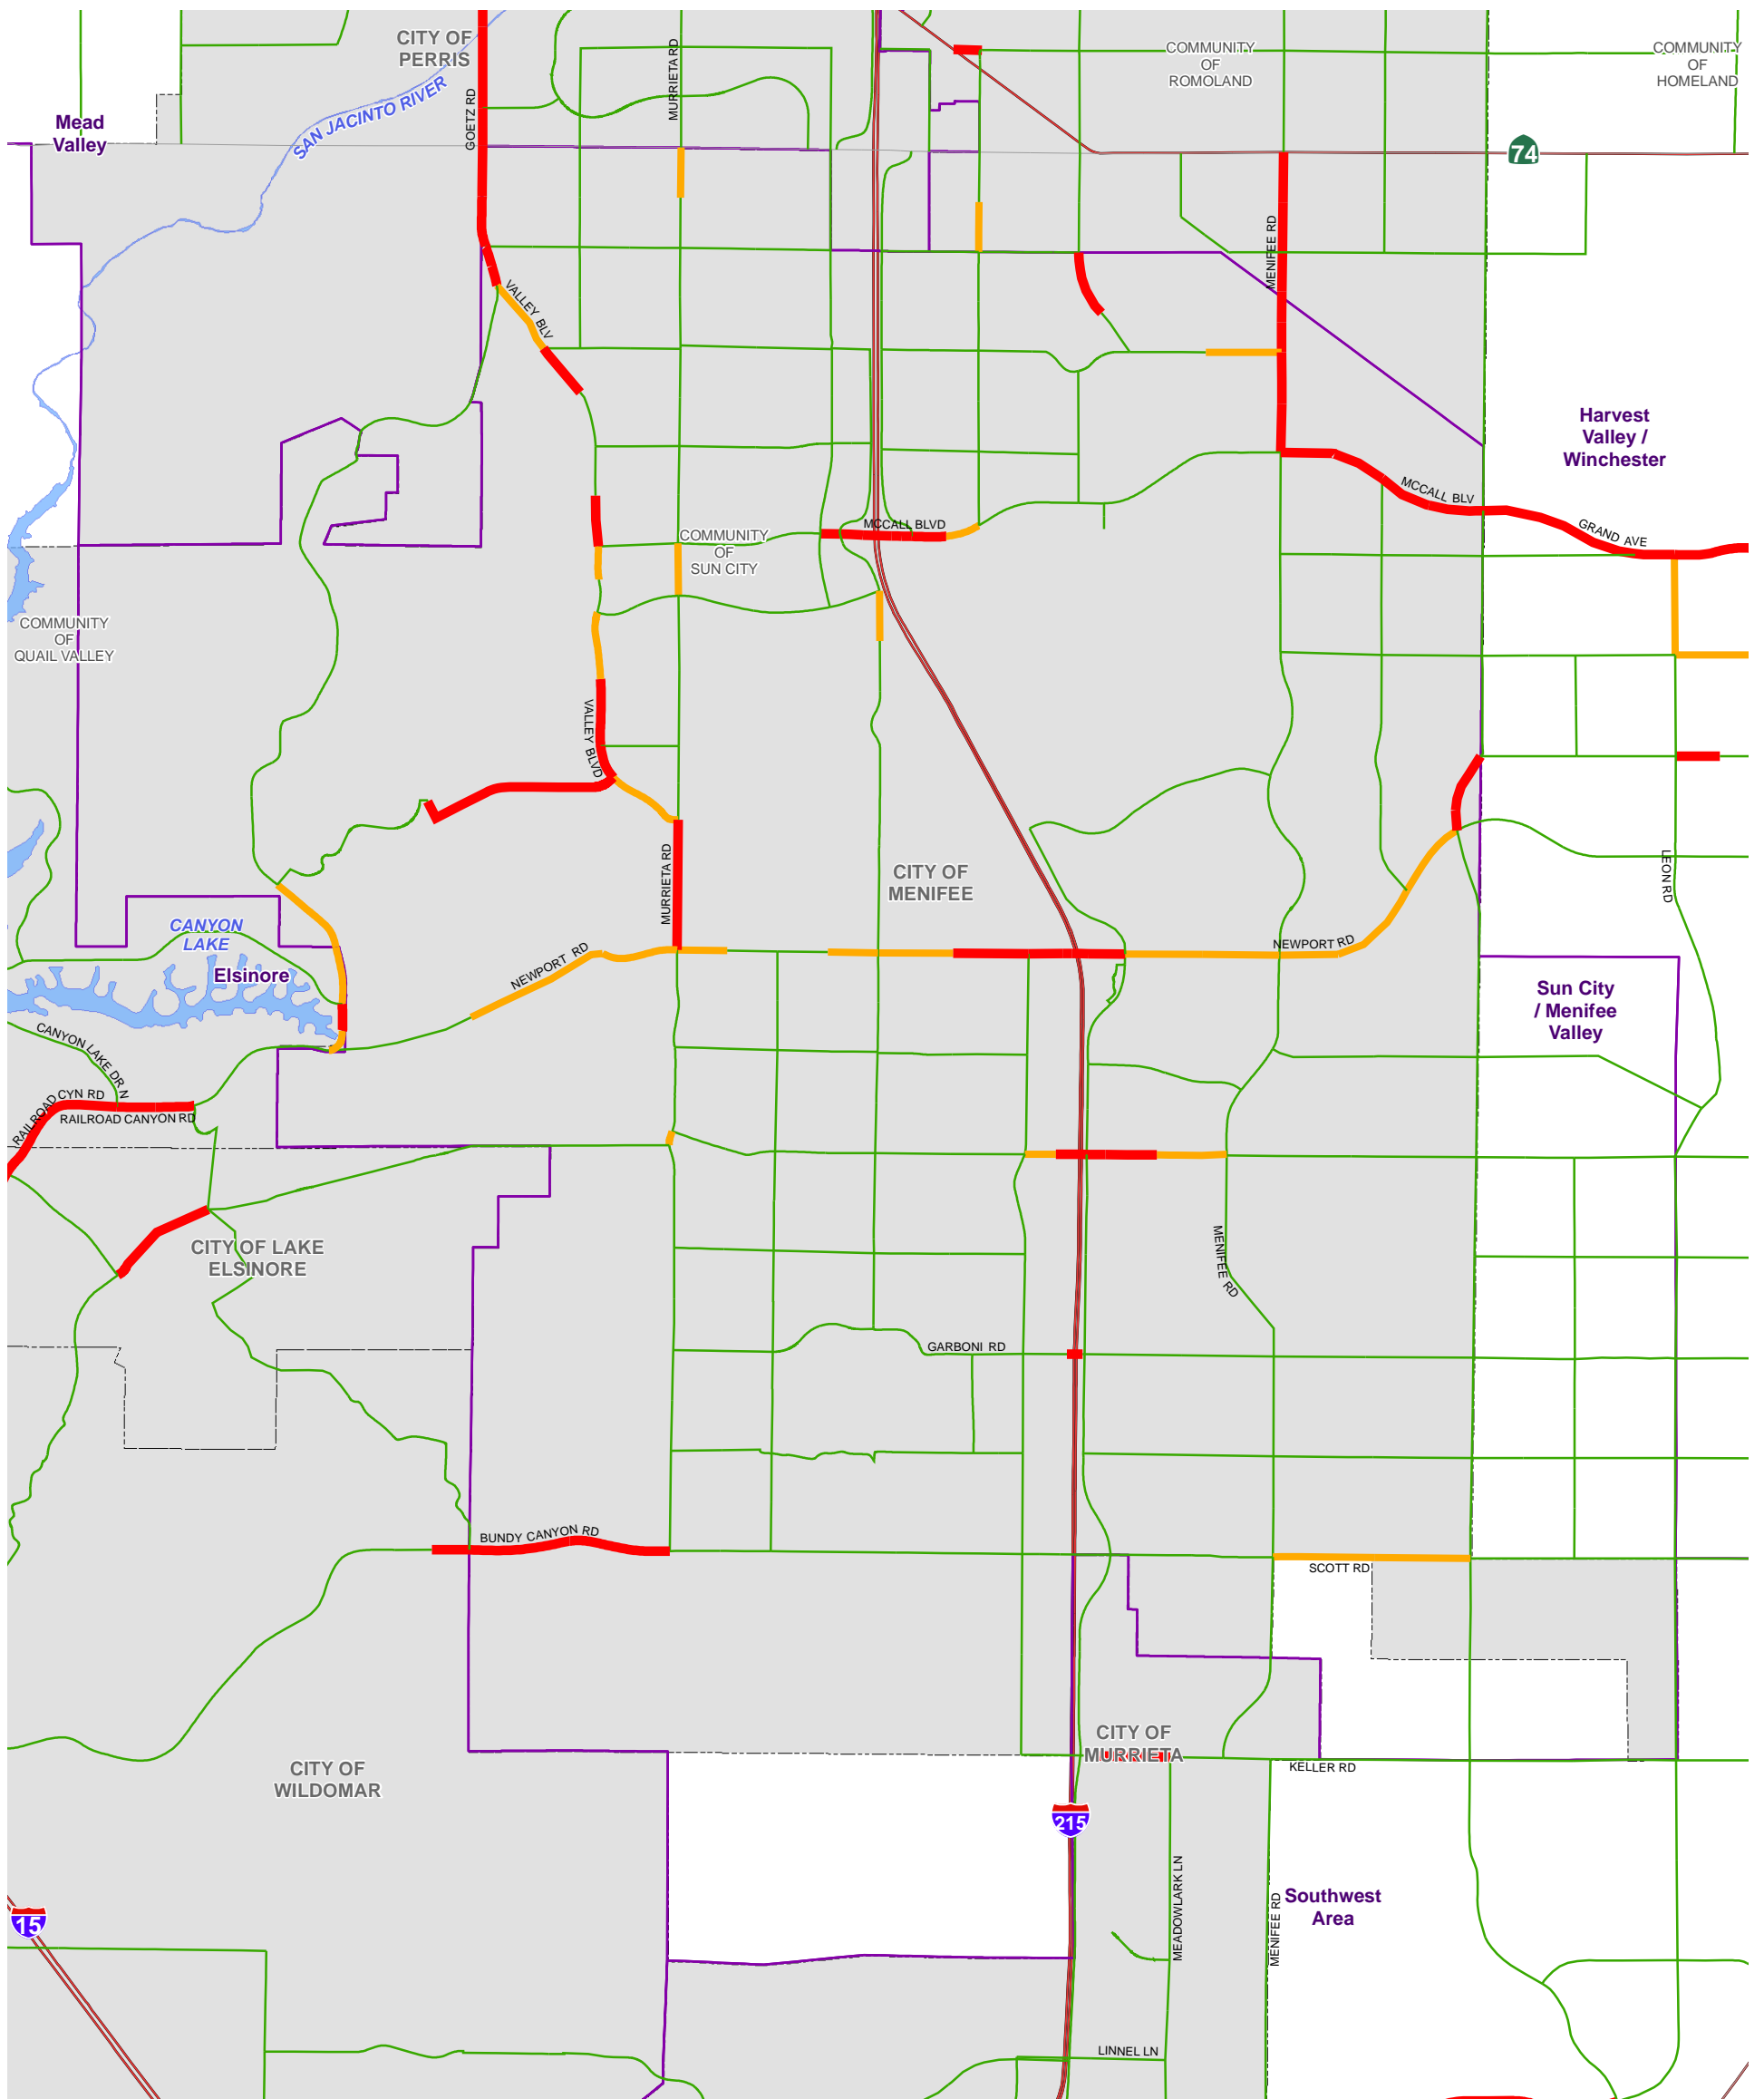 CITY OF
PERRIS
MURRIETA RD
COMMUNITY
OF
ROMOLAND
COMMUNITY
OF
HOMELAND
GOETZ RD
SAN JACINTO RIVER
Mead
Valley
74
MENIFEE RD
VALLEY BLV
Harvest
Valley /
Winchester
MCCALL BLV
GRAND AVE
MCCALL BLVD
COMMUNITY
OF
SUN CITY
COMMUNITY
OF
QUAIL VALLEY
VALLEY BLVD
MURRIETA RD
CITY OF
MENIFEE
LEON RD
CANYON
LAKE
Elsinore
NEWPORT RD
NEWPORT RD
Sun City
/ Menifee
Valley
CANYON LAKE DR N
RAILROAD CYN RD
RAILROAD CANYON RD
CITY OF LAKE
ELSINORE
MENIFEE RD
GARBONI RD
BUNDY CANYON RD
SCOTT RD
CITY OF
MURRIETA
KELLER RD
CITY OF
WILDOMAR
215
MEADOWLARK LN
MENIFEE RD
Southwest
Area
15
LINNEL LN